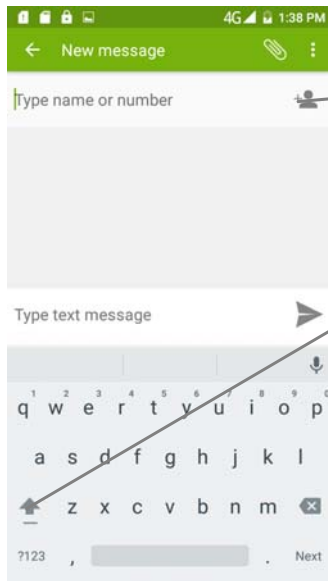 4G 1:38 PM
New message
Type name or number
Type text message
1 2 3 4 5 6 7 8 9 0
q w e r t y u i o p
a s d f g h j k l
z x c v b n m
?123 , . Next